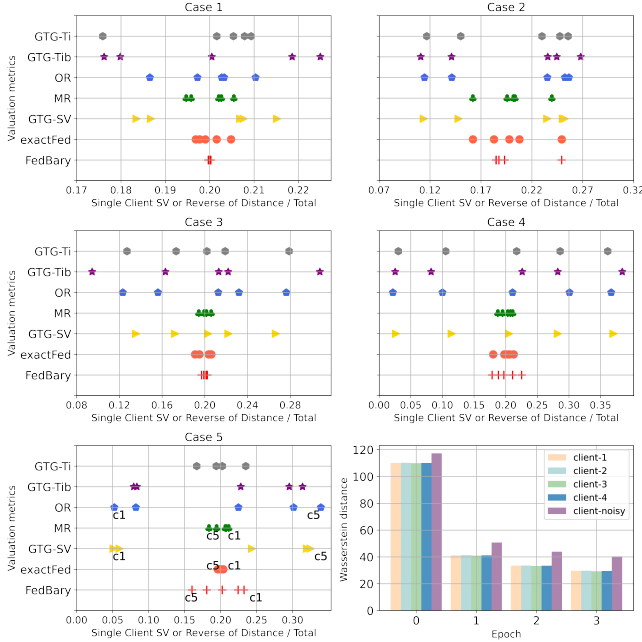 Case 1
Valuation metrics
GTG-Ti
GTG-Tib
OR
MR
GTG-SV
exactFed
FedBary
0.17 0.18 0.19 0.20 0.21 0.22
Single Client SV or Reverse of Distance / Total
Case 2
0.07 0.12 0.17 0.22 0.27 0.32
Single Client SV or Reverse of Distance / Total
Case 3
Valuation metrics
GTG-Ti
GTG-Tib
OR
MR
GTG-SV
exactFed
FedBary
0.08 0.12 0.16 0.20 0.24 0.28
Single Client SV or Reverse of Distance / Total
Case 4
0.00 0.05 0.10 0.15 0.20 0.25 0.30 0.35
Single Client SV or Reverse of Distance / Total
Case 5
Valuation metrics
GTG-Ti
GTG-Tib
OR
c1 c5
MR
c5 c1
GTG-SV
c1 c5
exactFed
c5 c1
FedBary
c5 c1
0.00 0.05 0.10 0.15 0.20 0.25 0.30
Single Client SV or Reverse of Distance / Total
Wasserstein distance
120
100
80
60
40
20
0
client-1
client-2
client-3
client-4
client-noisy
0 1 2 3
Epoch